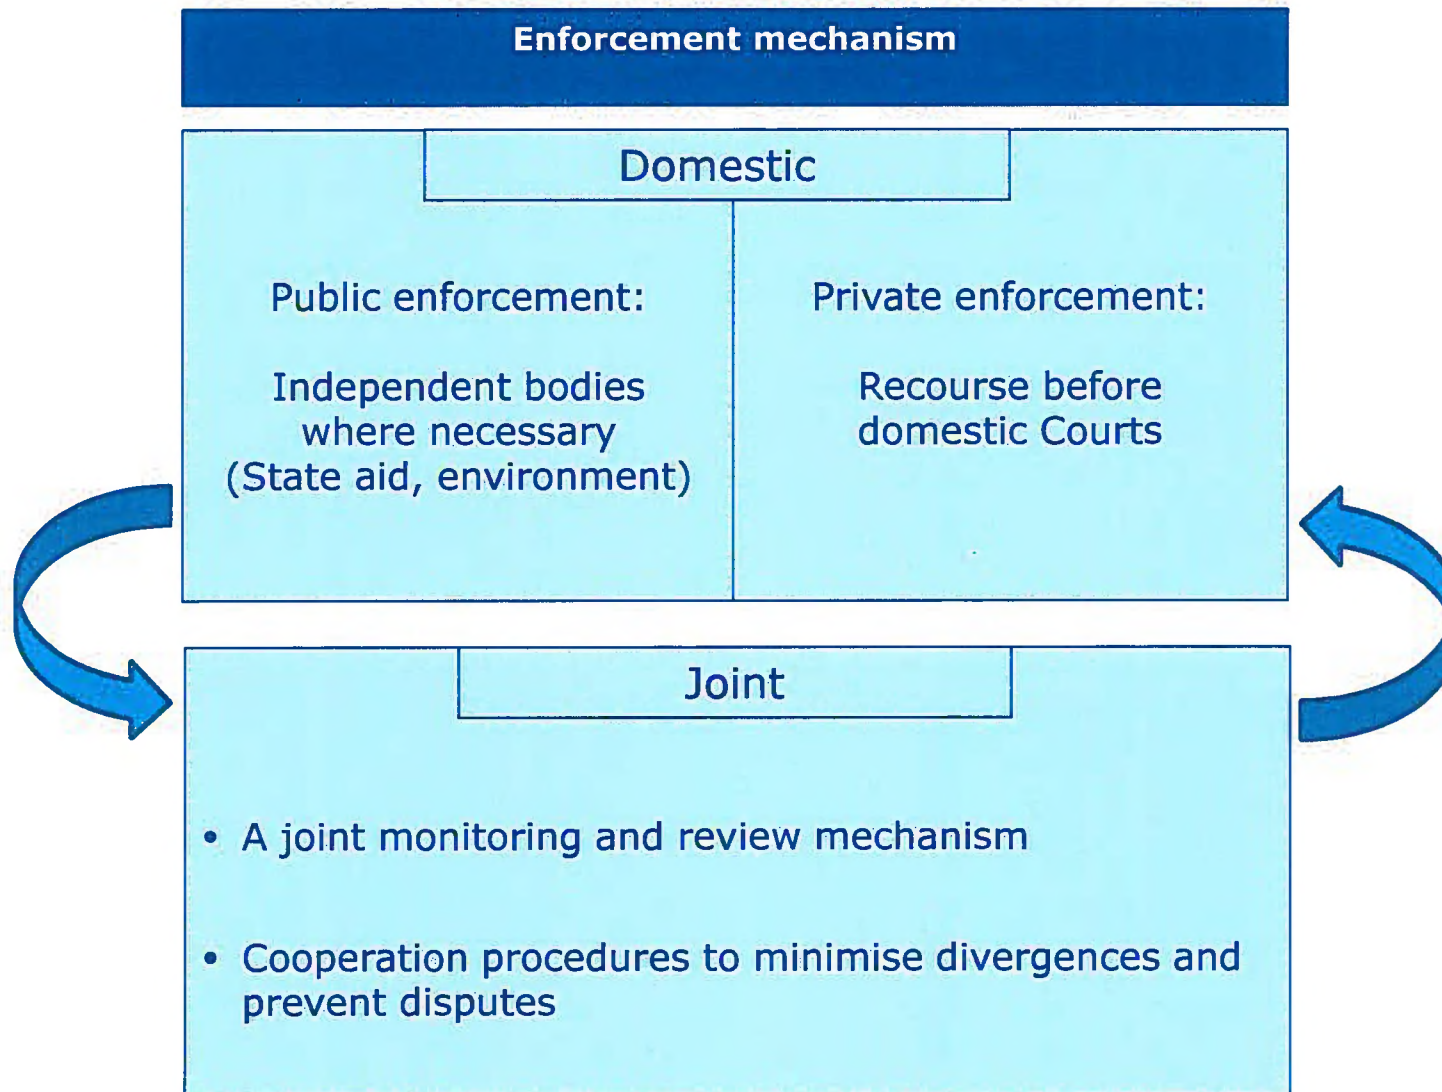 Enforcement mechanism
Domestic
Public enforcement:
Independent bodies
where necessary
(State aid, environment)
Private enforcement:
Recourse before
domestic Courts
Joint
• A joint monitoring and review mechanism
• Cooperation procedures to minimise divergences and
prevent disputes